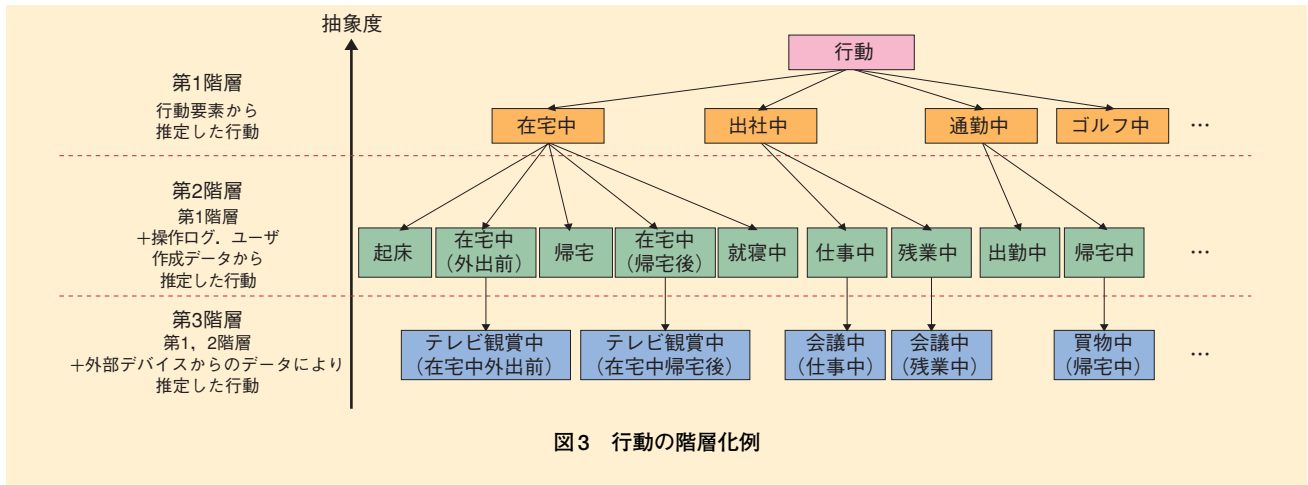 抽象度
行動
第1階層
行動要素から
推定した行動
在宅中
出社中
通勤中
ゴルフ中
…
第2階層
第1階層
＋操作ログ，ユーザ
作成データから
推定した行動
起床
在宅中
（外出前）
帰宅
在宅中
（帰宅後）
就寝中
仕事中
残業中
出勤中
帰宅中
…
第3階層
第1，2階層
＋外部デバイスからのデータにより
推定した行動
テレビ観賞中
（在宅中外出前）
テレビ観賞中
（在宅中帰宅後）
会議中
（仕事中）
会議中
（残業中）
買物中
（帰宅中）
…
図3　行動の階層化例